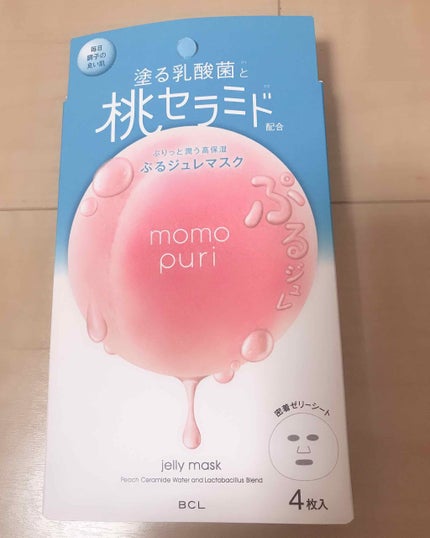 毎日
調子の
良い肌
塗る乳酸菌と
桃セラミド
配合
ぷりっと潤う高保湿
ぷるジュレマスク
ぷるジュレ
momo
puri
密着ゼリーシート
jelly mask
Peach Ceramide Water and Lactobacillus Blend
BCL
4枚入